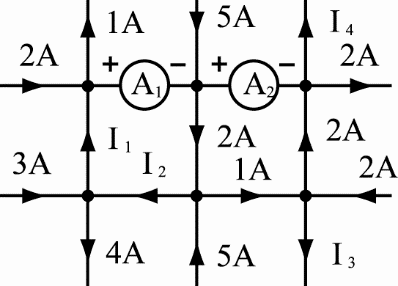 1A 5A I4
2A + A1 − + A2 − 2A
I1 2A 2A
3A I2 1A 2A
4A 5A I3